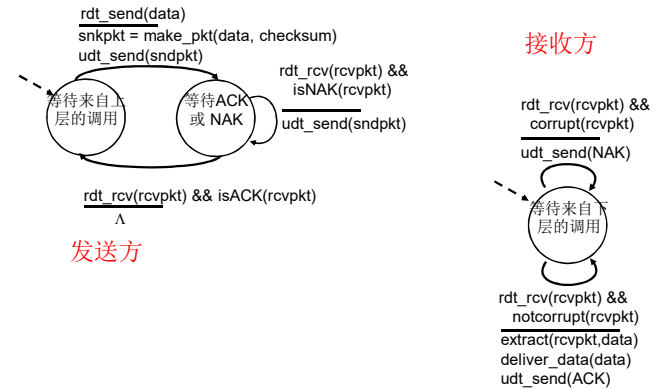 rdt_send(data)
snkpkt = make_pkt(data, checksum)
udt_send(sndpkt)
等待来自上
层的调用
等待ACK
或 NAK
rdt_rcv(rcvpkt) &&
isNAK(rcvpkt)
udt_send(sndpkt)
rdt_rcv(rcvpkt) && isACK(rcvpkt)
Λ
发送方
接收方
rdt_rcv(rcvpkt) &&
corrupt(rcvpkt)
udt_send(NAK)
等待来自下
层的调用
rdt_rcv(rcvpkt) &&
notcorrupt(rcvpkt)
extract(rcvpkt,data)
deliver_data(data)
udt_send(ACK)